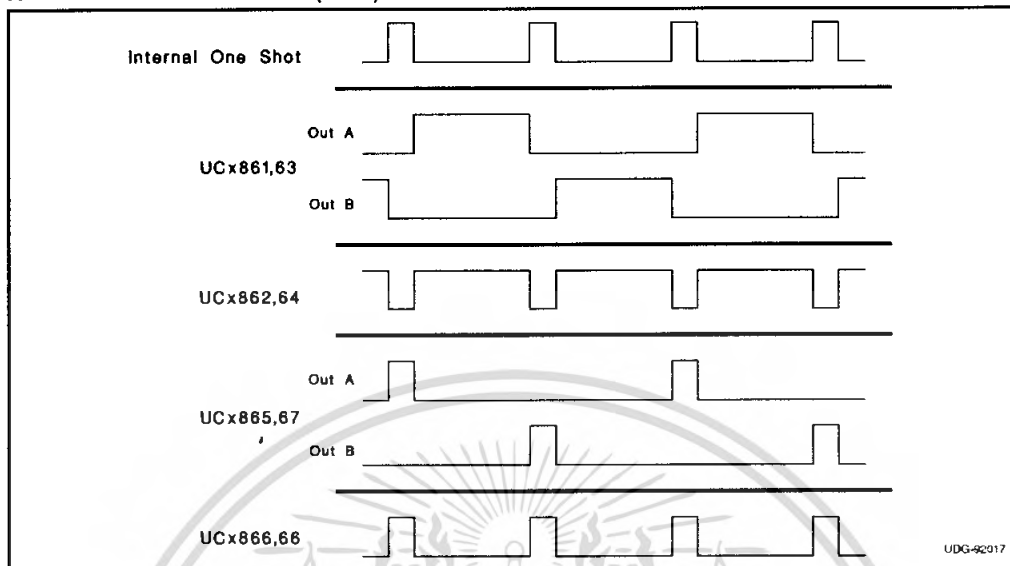 Internal One Shot
Out A
UCx861,63
Out B
UCx862,64
Out A
UCx865,67
Out B
UCx866,66
UDG-92017